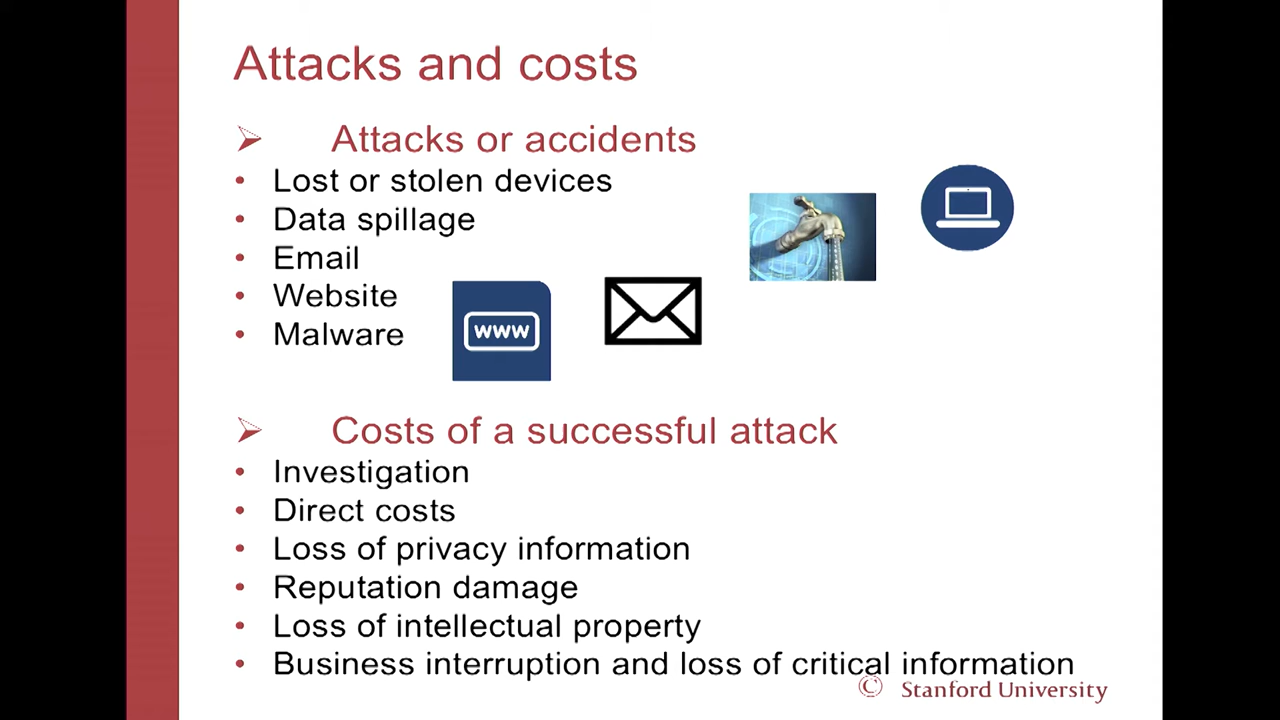 Attacks and costs
➢ Attacks or accidents
• Lost or stolen devices
• Data spillage
• Email
• Website
• Malware
www
➢ Costs of a successful attack
• Investigation
• Direct costs
• Loss of privacy information
• Reputation damage
• Loss of intellectual property
• Business interruption and loss of critical information
© Stanford University